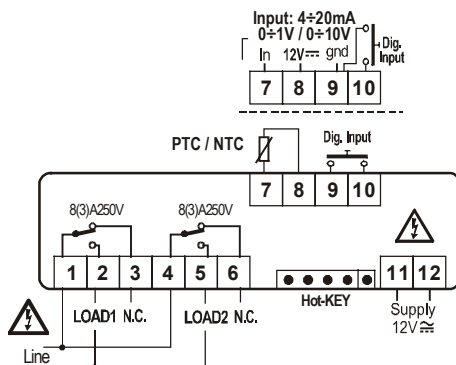 Input: 4÷20mA
0÷1V / 0÷10V
In 12V⎓ gnd
Dig.
Input
7 8 9 10
PTC / NTC
Dig. Input
7 8 9 10
8(3)A250V 8(3)A250V
1 2 3 4 5 6
11 12
Hot-KEY
LOAD1 N.C. LOAD2 N.C.
Supply
12V≂
Line